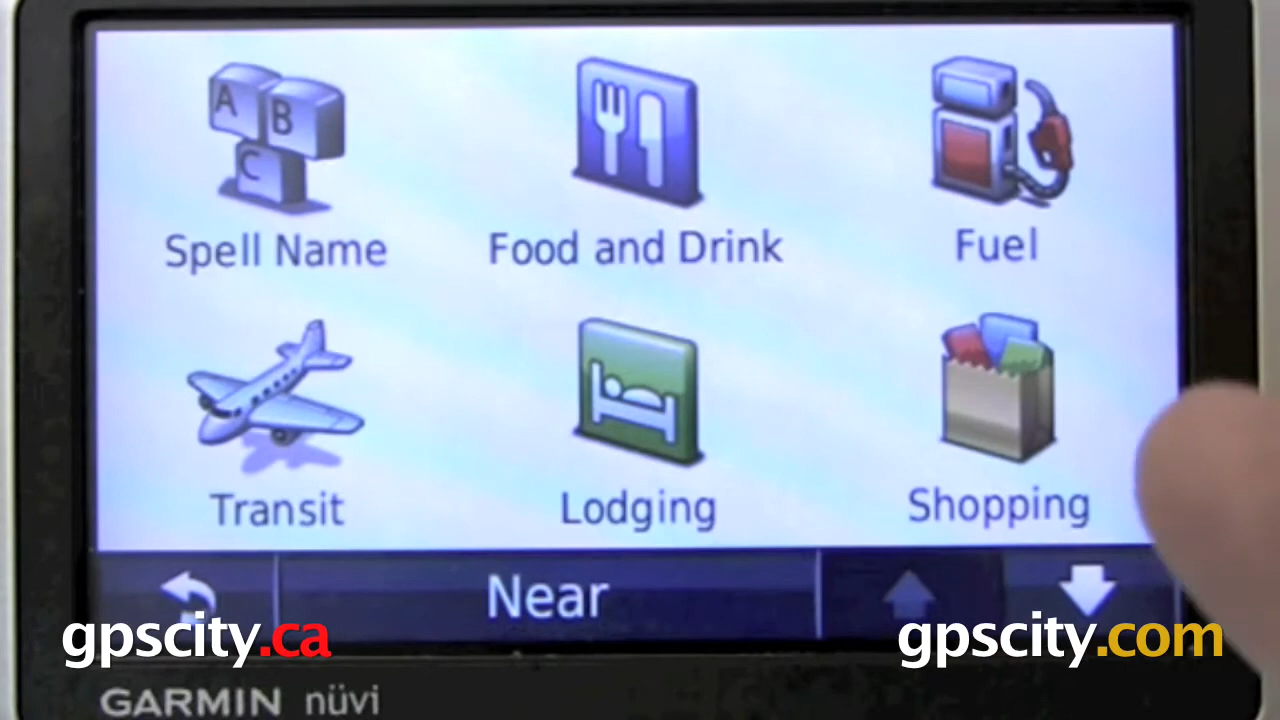 A B C
Spell Name
Food and Drink
Fuel
Transit
Lodging
Shopping
Near
gpscity.ca
gpscity.com
GARMIN nüvi